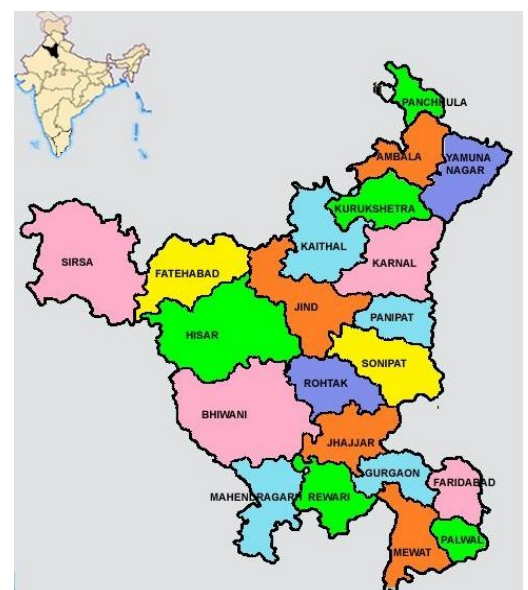 PANCHKULA
AMBALA
YAMUNA
NAGAR
KURUKSHETRA
KAITHAL
KARNAL
SIRSA
FATEHABAD
JIND
PANIPAT
HISAR
SONIPAT
ROHTAK
BHIWANI
JHAJJAR
GURGAON
FARIDABAD
MAHENDRAGARH
REWARI
PALWAL
MEWAT